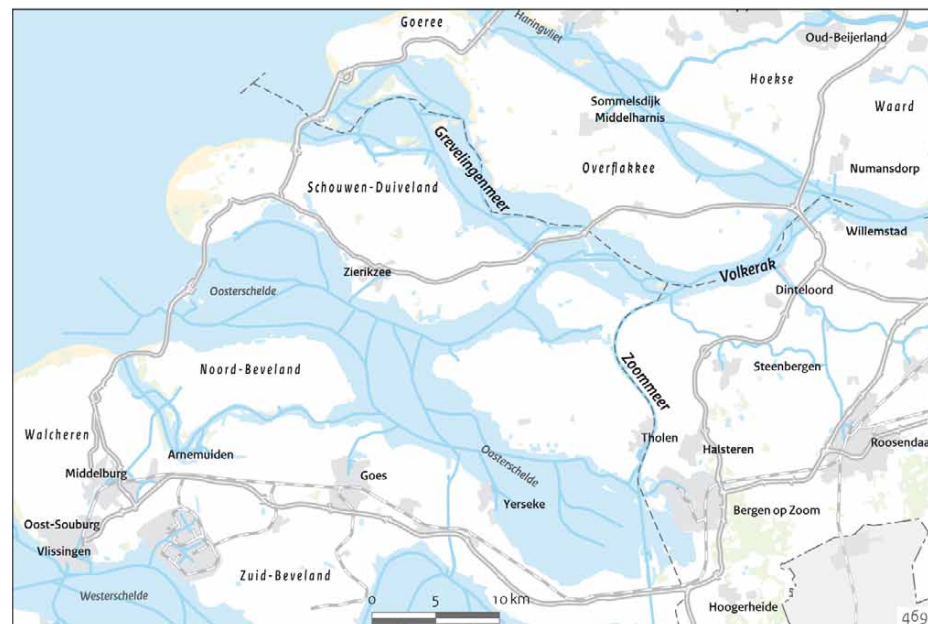 Goeree
Haringvliet
Oud-Beijerland
Hoekse
Waard
Sommelsdijk
Middelharnis
Grevelingenmeer
Overflakkee
Numansdorp
Schouwen-Duiveland
Willemstad
Zierikzee
Volkerak
Dinteloord
Oosterschelde
Steenbergen
Noord-Beveland
Zoommeer
Walcheren
Tholen
Halsteren
Roosendaa
Arnemuiden
Middelburg
Goes
Oosterschelde
Yerseke
Bergen op Zoom
Oost-Souburg
Vlissingen
Zuid-Beveland
Westerschelde
0 5 10 km
Hoogerheide
469